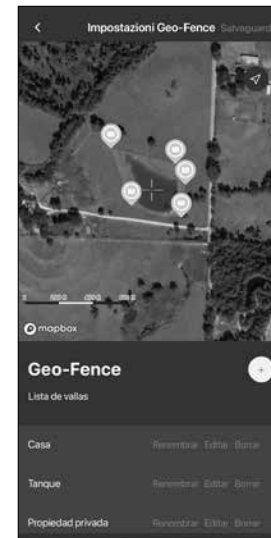 Impostazioni Geo-Fence Salvaguard
mapbox
Geo-Fence
Lista de vallas
Casa Renombrar Editar Borrar
Tanque Renombrar Editar Borrar
Propiedad privada Renombrar Editar Borrar